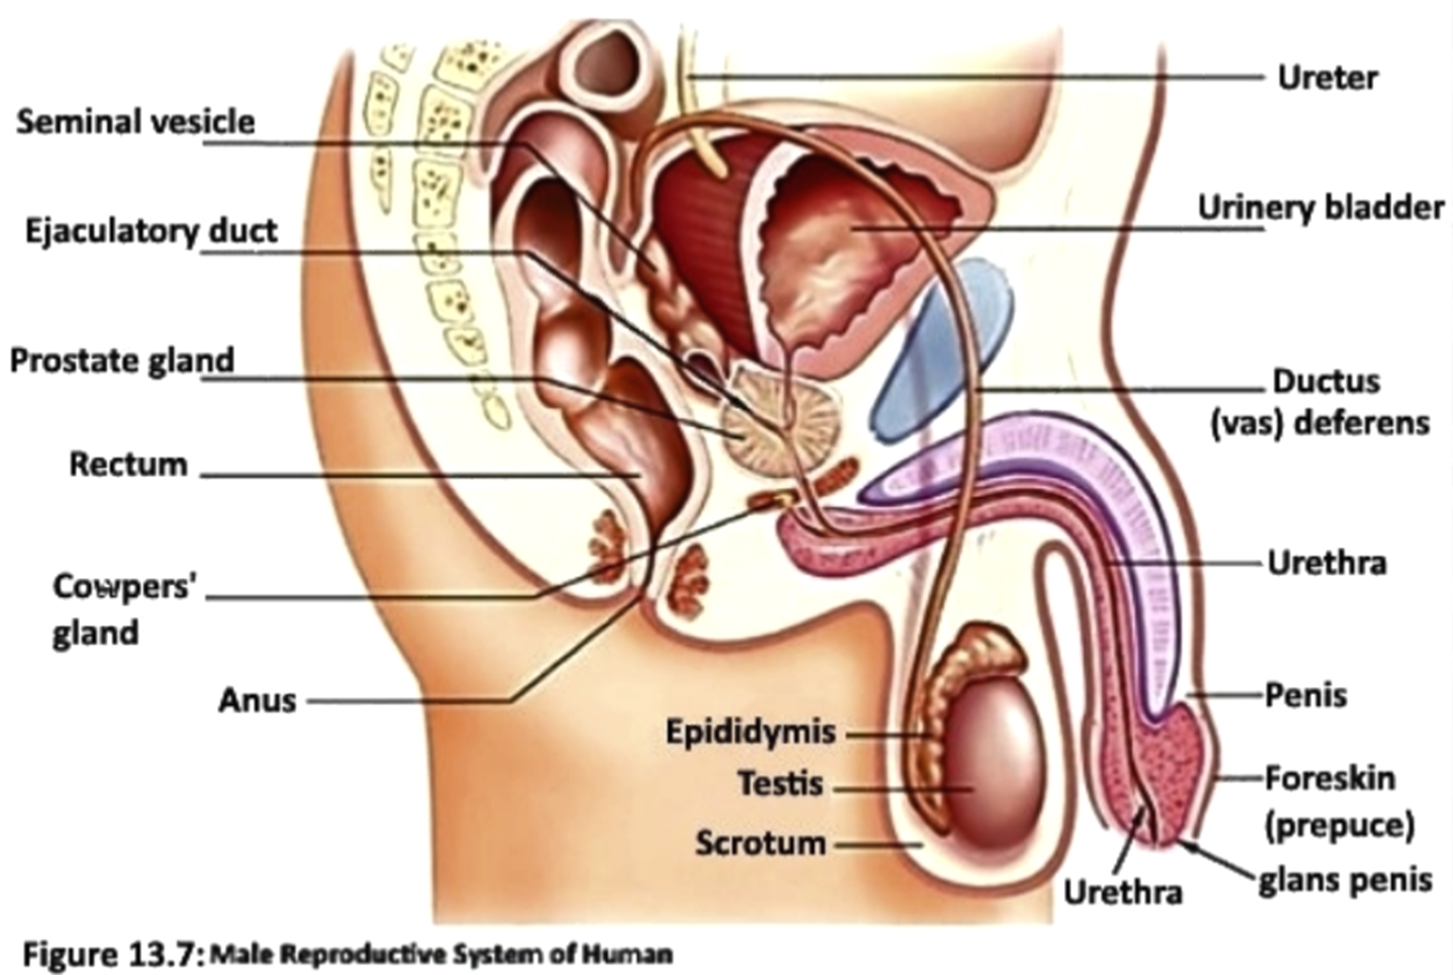 Seminal vesicle
Ejaculatory duct
Prostate gland
Rectum
Cowpers'
gland
Anus
Ureter
Urinery bladder
Ductus
(vas) deferens
Urethra
Penis
Foreskin
(prepuce)
glans penis
Urethra
Epididymis
Testis
Scrotum
Figure 13.7: Male Reproductive System of Human